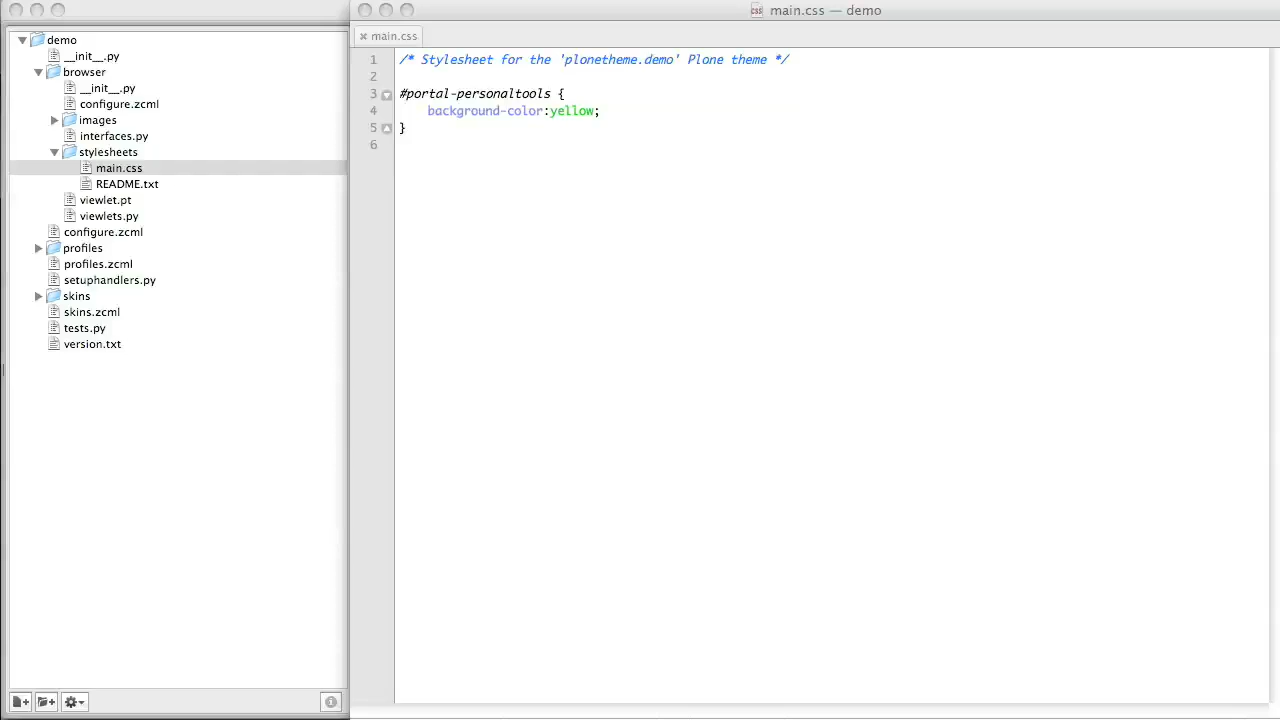 main.css — demo
demo
__init__.py
browser
__init__.py
configure.zcml
images
interfaces.py
stylesheets
main.css
README.txt
viewlet.pt
viewlets.py
configure.zcml
profiles
profiles.zcml
setuphandlers.py
skins
skins.zcml
tests.py
version.txt
main.css
1 /* Stylesheet for the 'plonetheme.demo' Plone theme */
2
3 #portal-personaltools {
4 background-color:yellow;
5 }
6